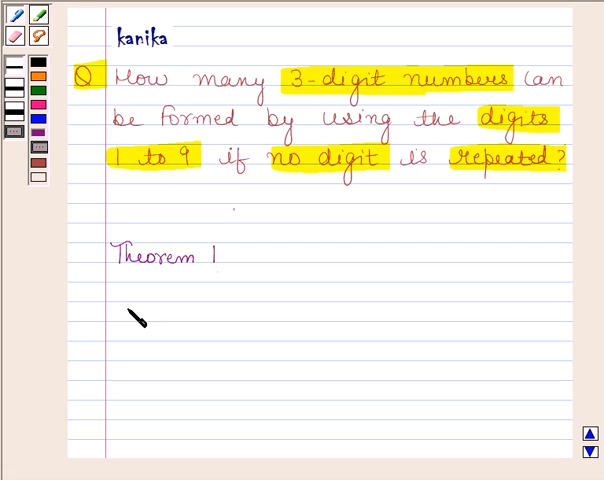 kanika
Q How many 3-digit numbers can
be formed by using the digits
1 to 9 if no digit is repeated?
Theorem 1